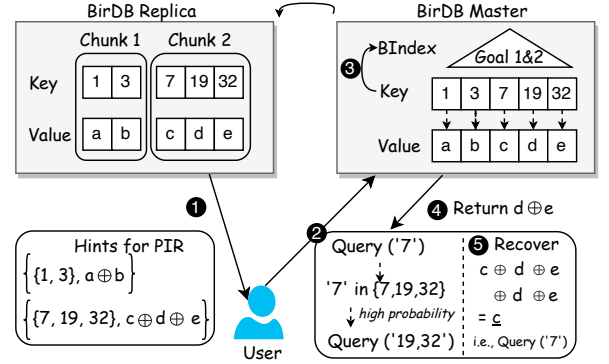 BirDB Replica
Chunk 1 Chunk 2
Key 1 3 7 19 32
Value a b c d e
BirDB Master
3 BIndex Goal 1&2
Key 1 3 7 19 32
Value a b c d e
1
2
4 Return d ⊕ e
Hints for PIR
{{1, 3}, a ⊕ b}
{{7, 19, 32}, c ⊕ d ⊕ e}
User
Query ('7')
'7' in {7,19,32}
high probability
Query ('19,32')
5 Recover
c ⊕ d ⊕ e
⊕ d ⊕ e
= c
i.e., Query ('7')